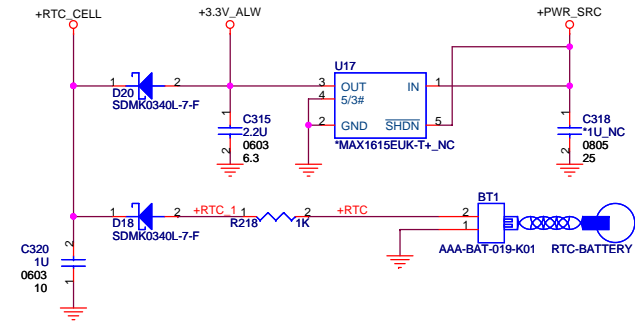 +RTC_CELL
+3.3V_ALW
+PWR_SRC
U17
1
2
D20
SDMK0340L-7-F
3
OUT
IN
1
4
5/3#
2
GND
SHDN
5
*MAX1615EUK-T+_NC
1
2
C315
2.2U
0603
6.3
1
2
C318
*1U_NC
0805
25
1
2
D18
SDMK0340L-7-F
+RTC_1
1
2
R218
1K
+RTC
BT1
2
1
AAA-BAT-019-K01
RTC-BATTERY
2
1
C320
1U
0603
10